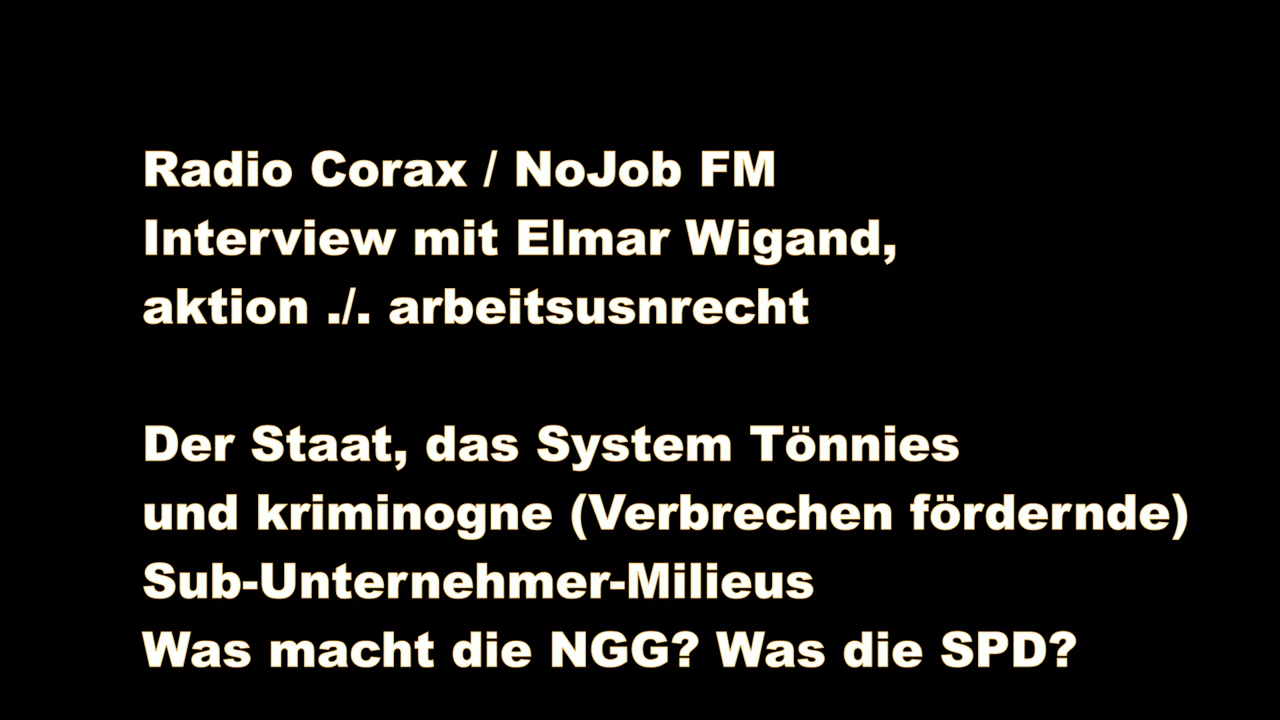 Radio Corax / NoJob FM
Interview mit Elmar Wigand,
aktion ./. arbeitsusnrecht
Der Staat, das System Tönnies
und kriminogne (Verbrechen fördernde)
Sub-Unternehmer-Milieus
Was macht die NGG? Was die SPD?